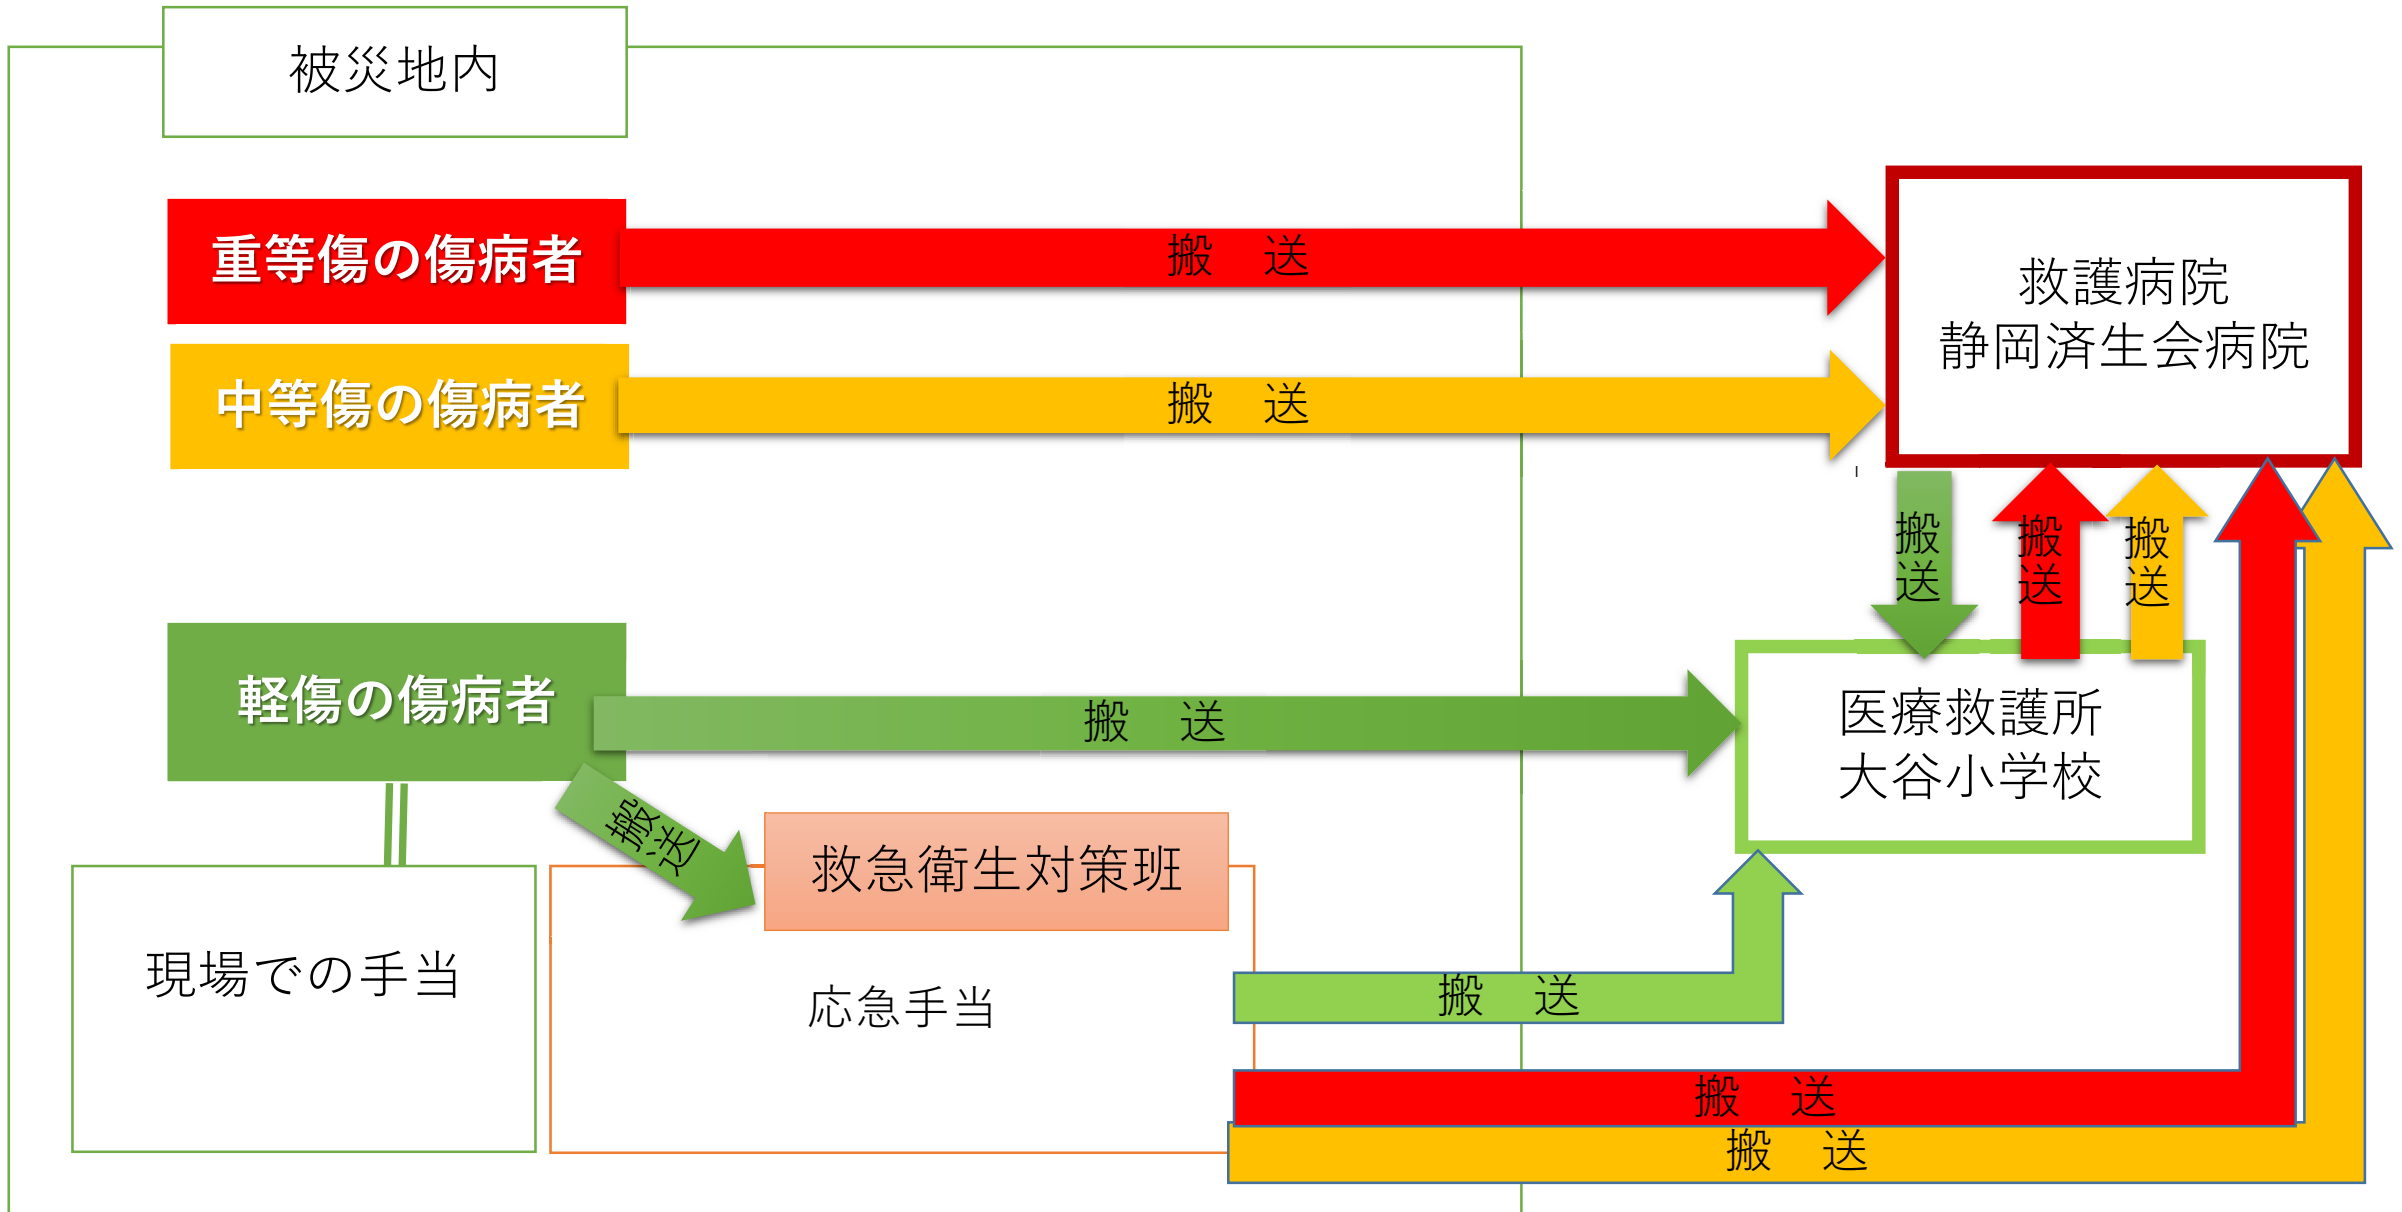 被災地内
重等傷の傷病者
搬　送
中等傷の傷病者
搬　送
救護病院
静岡済生会病院
搬送
搬送
搬送
軽傷の傷病者
搬　送
医療救護所
大谷小学校
搬送
救急衛生対策班
応急手当
現場での手当
搬　送
搬　送
搬　送